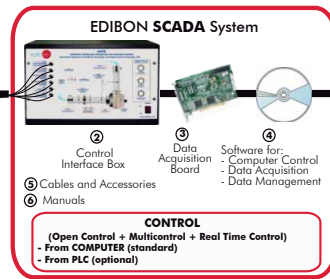 EDIBON SCADA System
2
Control
Interface Box
3
Data
Acquisition
Board
4
Software for:
- Computer Control
- Data Acquisition
- Data Management
5 Cables and Accessories
6 Manuals
CONTROL
(Open Control + Multicontrol + Real Time Control)
- From COMPUTER (standard)
- From PLC (optional)